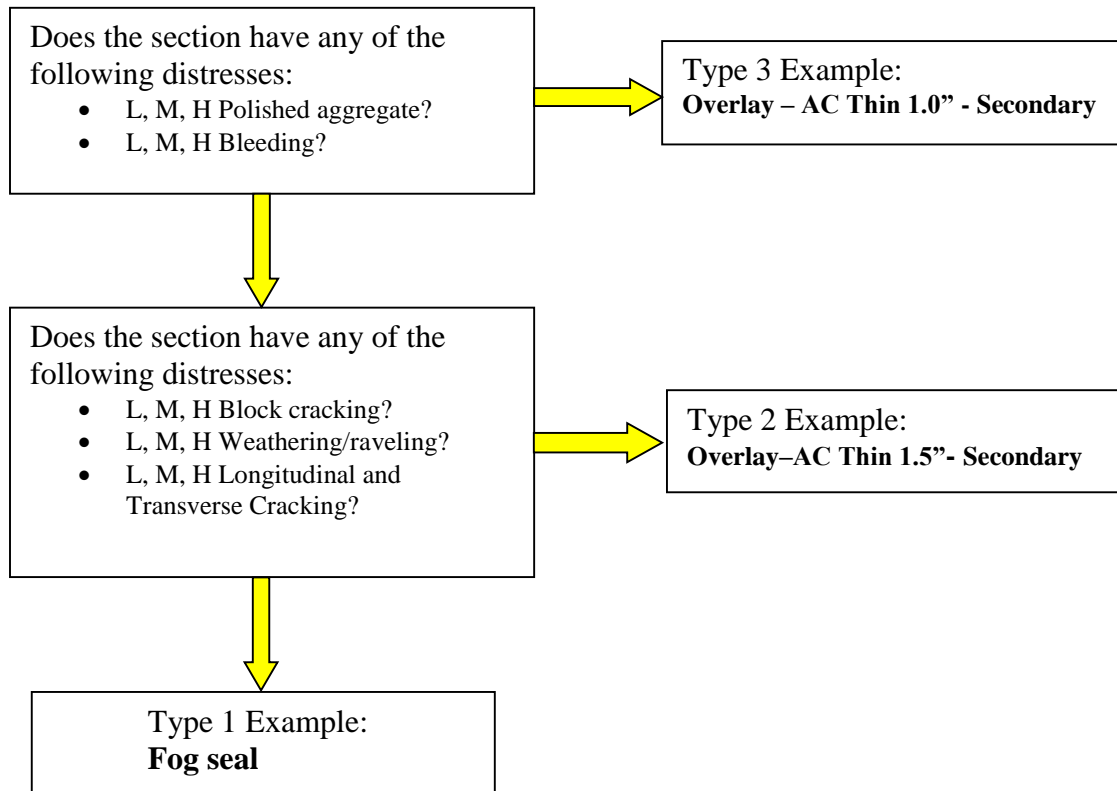 Does the section have any of the
following distresses:
• L, M, H Polished aggregate?
• L, M, H Bleeding?
Type 3 Example:
Overlay – AC Thin 1.0” - Secondary
Does the section have any of the
following distresses:
• L, M, H Block cracking?
• L, M, H Weathering/raveling?
• L, M, H Longitudinal and
Transverse Cracking?
Type 2 Example:
Overlay–AC Thin 1.5”- Secondary
Type 1 Example:
Fog seal